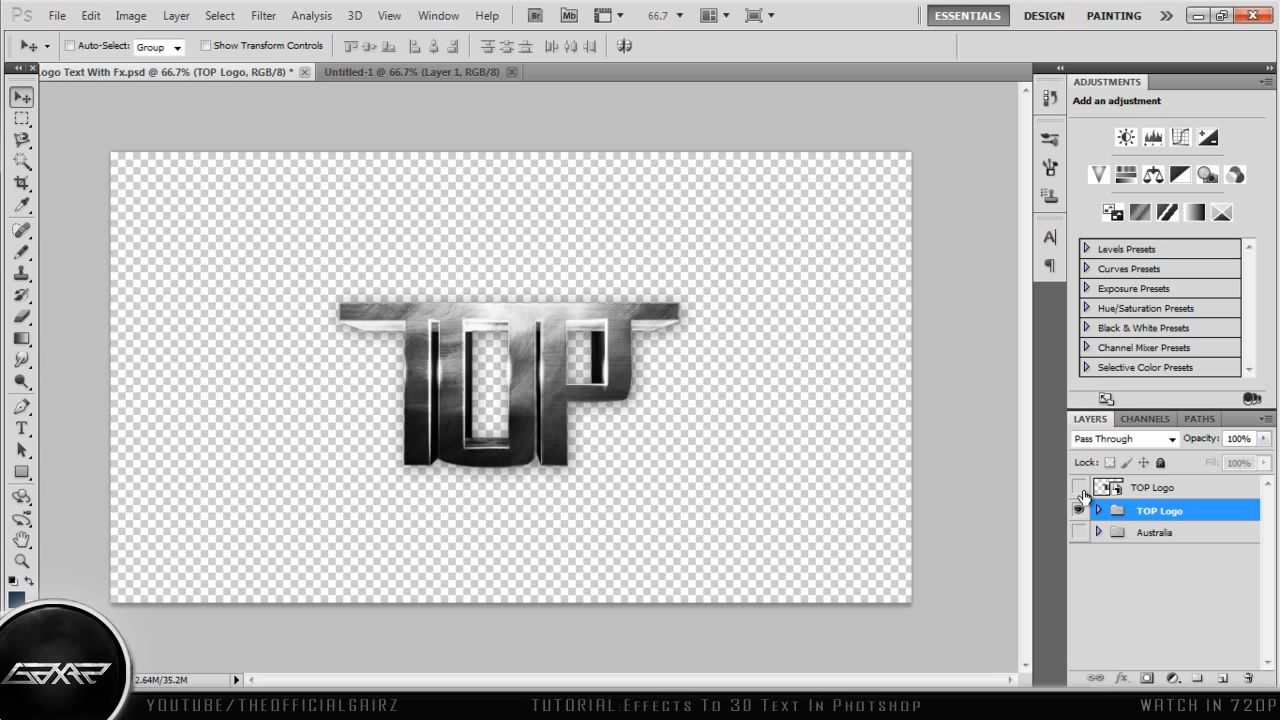 Ps File Edit Image Layer Select Filter Analysis 3D View Window Help Br Mb 66.7 ESSENTIALS DESIGN PAINTING
Auto-Select: Group Show Transform Controls
ogo Text With Fx.psd @ 66.7% (TOP Logo, RGB/8) * Untitled-1 @ 66.7% (Layer 1, RGB/8)
ADJUSTMENTS
Add an adjustment
Levels Presets
Curves Presets
Exposure Presets
Hue/Saturation Presets
Black & White Presets
Channel Mixer Presets
Selective Color Presets
TOP
LAYERS CHANNELS PATHS
Pass Through Opacity: 100%
Lock: Fill: 100%
TOP Logo
TOP Logo
Australia
2.64M/35.2M
YOUTUBE/THEOFFICIALGAIRZ TUTORIAL:Effects To 3D Text In Photshop WATCH IN 720P